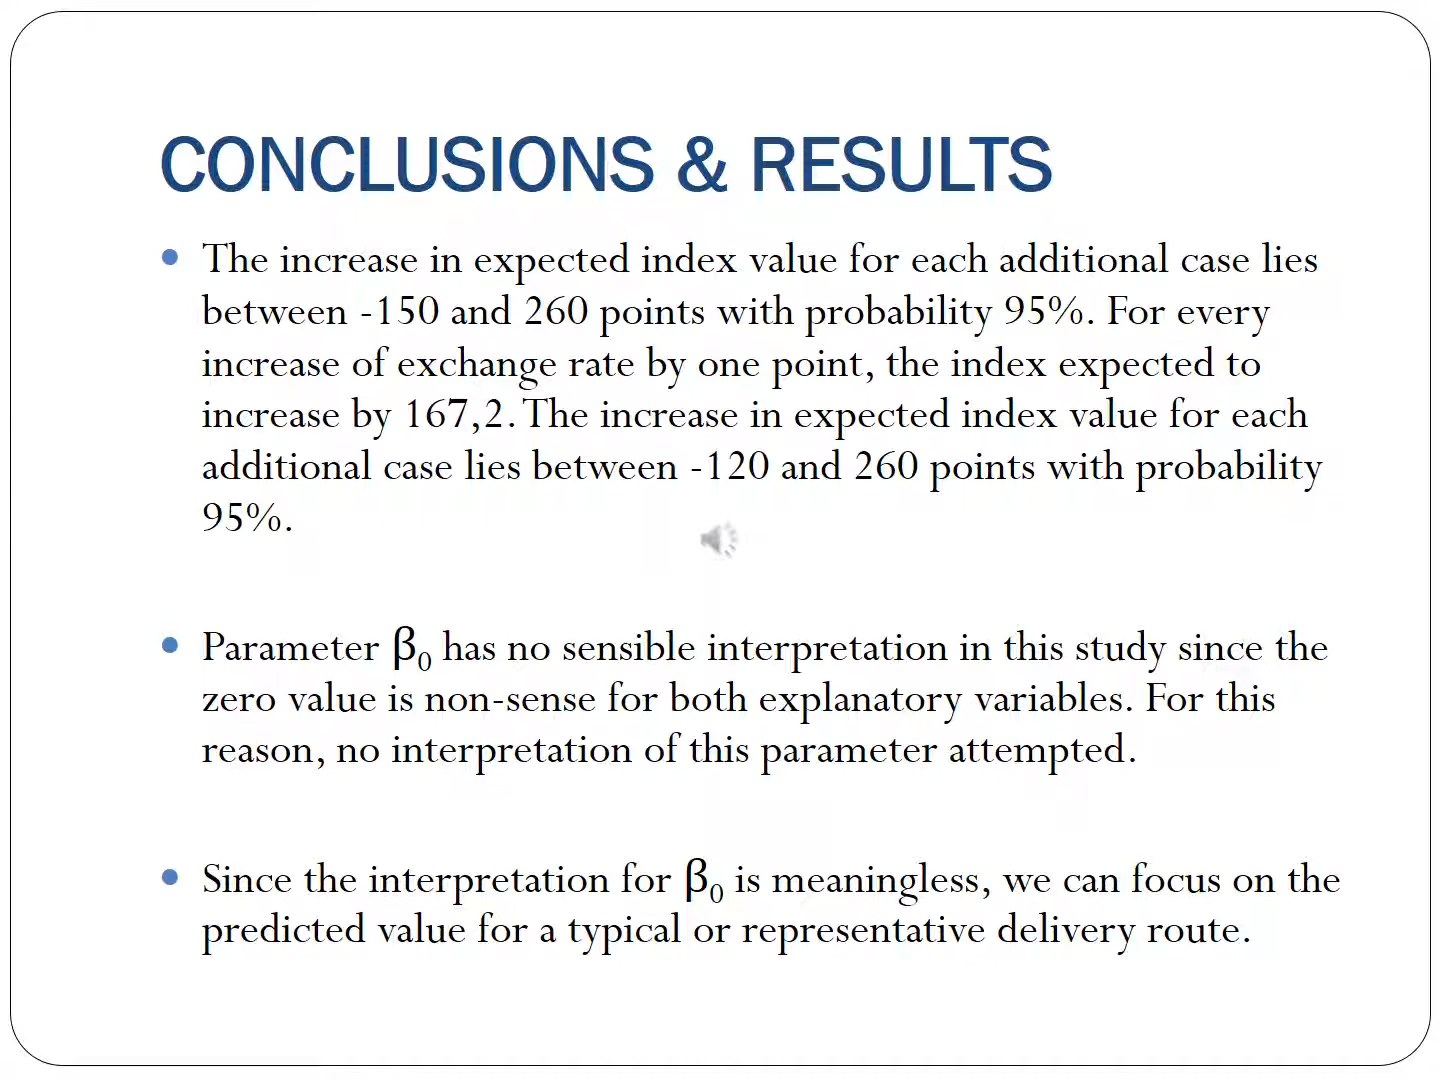 CONCLUSIONS & RESULTS
• The increase in expected index value for each additional case lies
between -150 and 260 points with probability 95%. For every
increase of exchange rate by one point, the index expected to
increase by 167,2. The increase in expected index value for each
additional case lies between -120 and 260 points with probability
95%.
• Parameter β0 has no sensible interpretation in this study since the
zero value is non-sense for both explanatory variables. For this
reason, no interpretation of this parameter attempted.
• Since the interpretation for β0 is meaningless, we can focus on the
predicted value for a typical or representative delivery route.